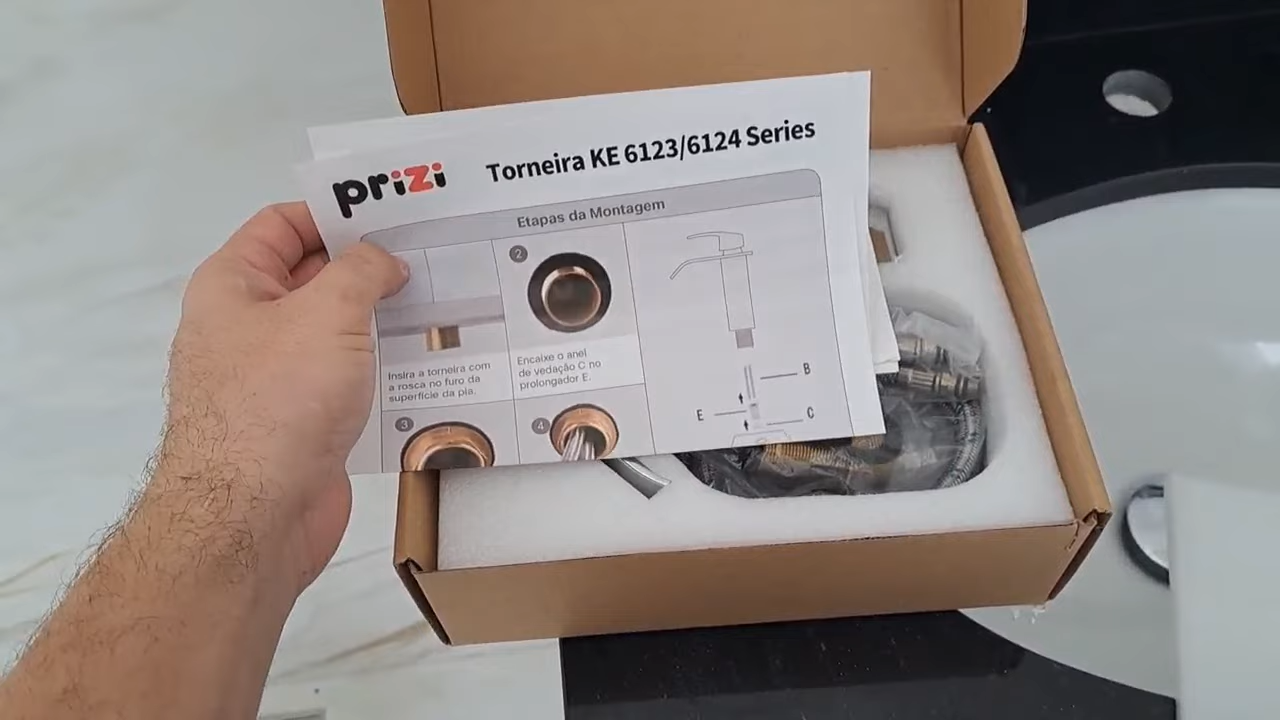 prizi
Torneira KE 6123/6124 Series
Etapas da Montagem
2
Insira a torneira com
a rosca no furo da
superfície da pia.
Encaixe o anel
de vedação C no
prolongador E.
B
E
C
3
4